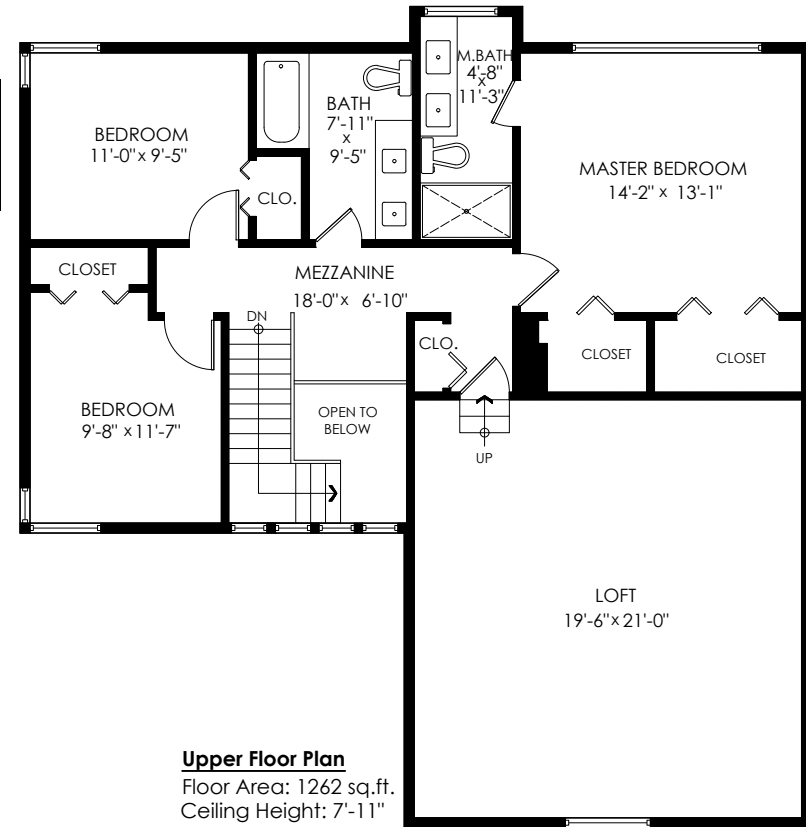 BEDROOM
11'-0" x 9'-5"
CLO.
BATH
7'-11"
x
9'-5"
M.BATH
4'-8"
x
11'-3"
MASTER BEDROOM
14'-2" x 13'-1"
CLOSET
MEZZANINE
18'-0" x 6'-10"
DN
CLO.
CLOSET
CLOSET
BEDROOM
9'-8" x 11'-7"
OPEN TO
BELOW
UP
LOFT
19'-6" x 21'-0"
Upper Floor Plan
Floor Area: 1262 sq.ft.
Ceiling Height: 7'-11"